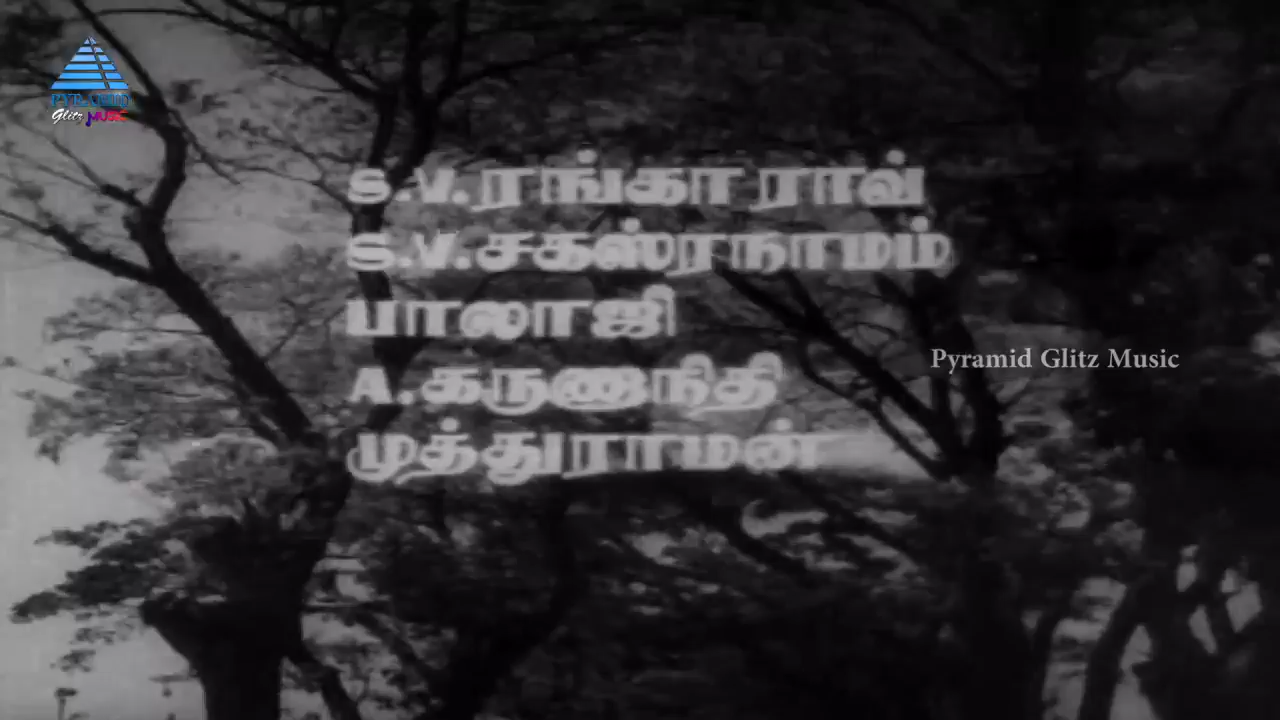 PYRAMID
Glitz MUSIC
S.V.ரங்கா ராவ்
S.V.சகஸ்ரநாமம்
பாலாஜி
Pyramid Glitz Music
A.கருணாநிதி
முத்துராமன்